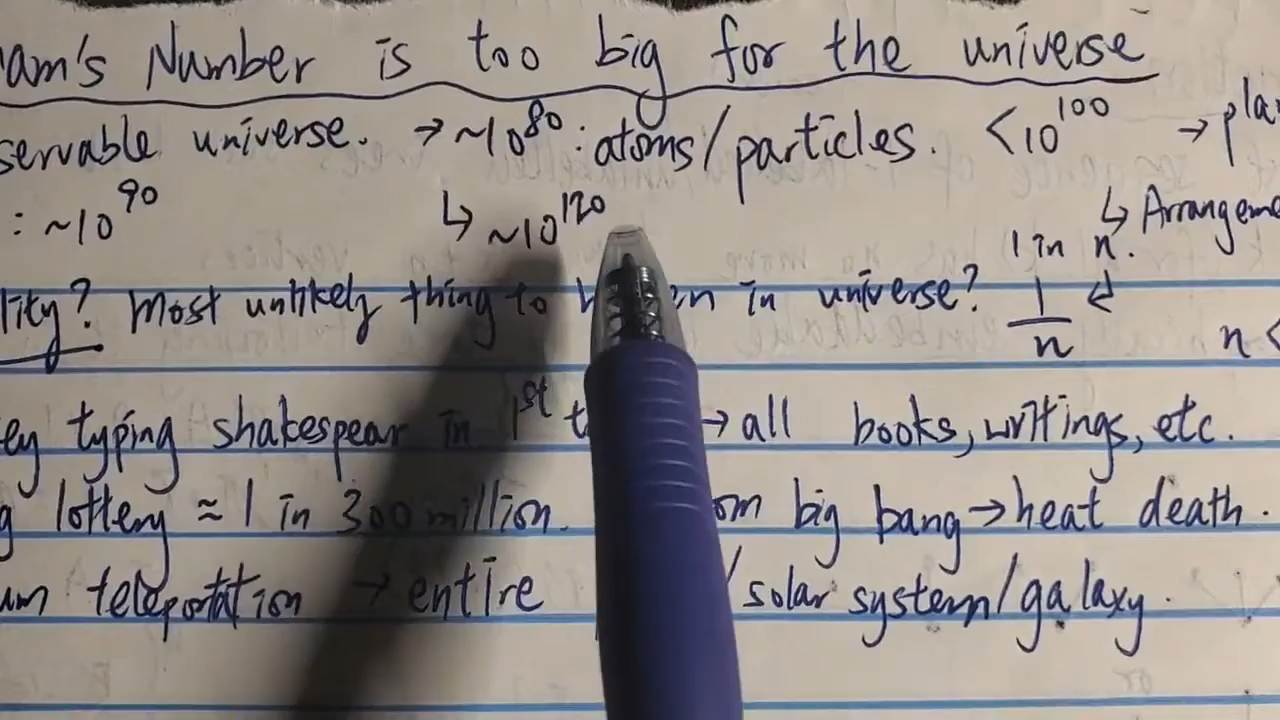 am's Number is too big for the universe
servable universe. → ~10^80 : atoms/particles. <10^100 → pla
: ~10^90 ↳ ~10^120 ↳ Arrangem
1 in n.
lity? Most unlikely thing to in universe? 1/n n <
ey typing shakespear in 1st → all books, writings, etc.
g lottery ≈ 1 in 300 million. om big bang → heat death.
um teleportation → entire /solar system/galaxy.